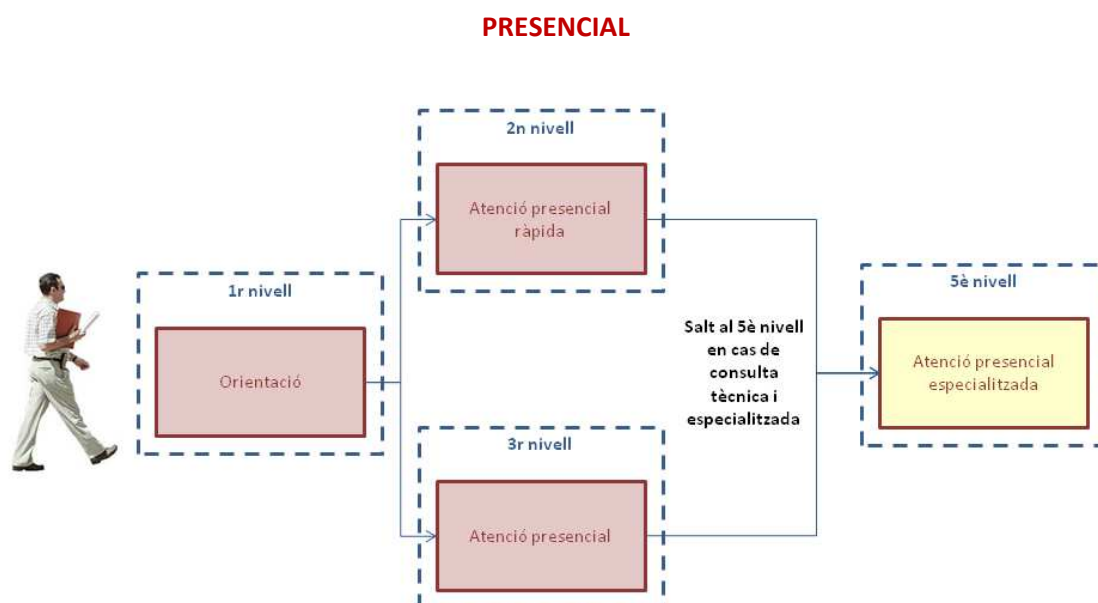 PRESENCIAL
2n nivell
Atenció presencial
ràpida
1r nivell
Orientació
Salt al 5è nivell
en cas de
consulta
tècnica i
especialitzada
5è nivell
Atenció presencial
especialitzada
3r nivell
Atenció presencial